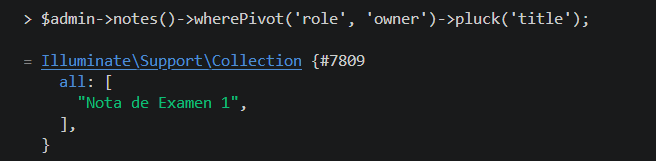 > $admin->notes()->wherePivot('role', 'owner')->pluck('title');
= Illuminate\Support\Collection {#7809
    all: [
      "Nota de Examen 1",
    ],
  }